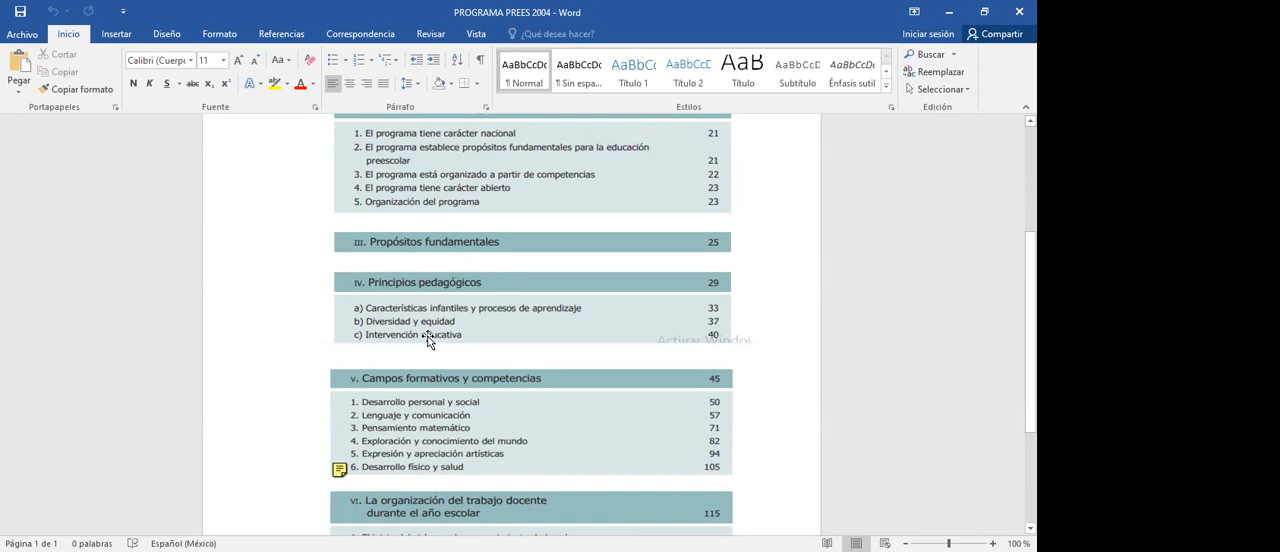 PROGRAMA PREES 2004 - Word
Archivo Inicio Insertar Diseño Formato Referencias Correspondencia Revisar Vista ¿Qué desea hacer? Iniciar sesión Compartir
Pegar
Cortar
Copiar
Copiar formato
Portapapeles
Calibri (Cuerp 11
Fuente
Párrafo
AaBbCcDc AaBbCcDc AaBbCc AaBbCcD AaB AaBbCcD AaBbCcDc
¶ Normal ¶ Sin espa... Título 1 Título 2 Título Subtítulo Énfasis sutil
Estilos
Buscar
Reemplazar
Seleccionar
Edición
1. El programa tiene carácter nacional 21
2. El programa establece propósitos fundamentales para la educación
preescolar 21
3. El programa está organizado a partir de competencias 22
4. El programa tiene carácter abierto 23
5. Organización del programa 23
III. Propósitos fundamentales 25
IV. Principios pedagógicos 29
a) Características infantiles y procesos de aprendizaje 33
b) Diversidad y equidad 37
c) Intervención educativa 40
Activar Window
V. Campos formativos y competencias 45
1. Desarrollo personal y social 50
2. Lenguaje y comunicación 57
3. Pensamiento matemático 71
4. Exploración y conocimiento del mundo 82
5. Expresión y apreciación artísticas 94
6. Desarrollo físico y salud 105
VI. La organización del trabajo docente
durante el año escolar 115
Página 1 de 1 0 palabras Español (México) 100 %